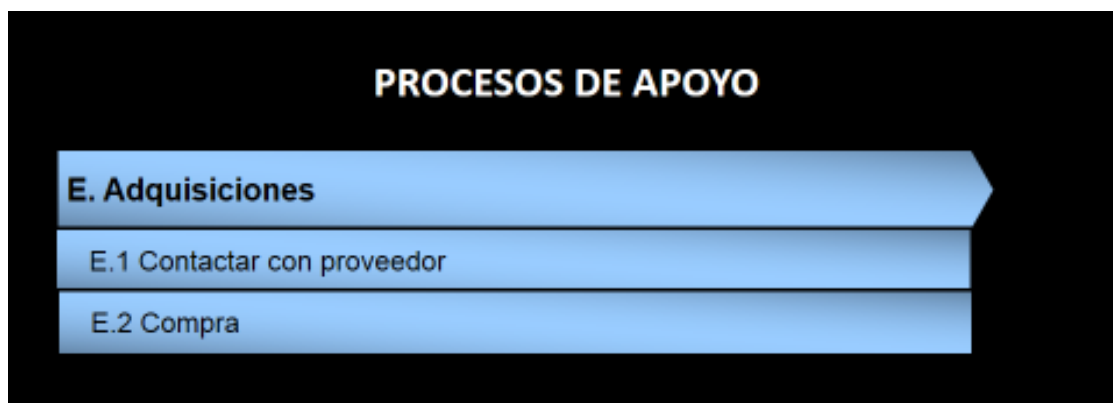 PROCESOS DE APOYO
E. Adquisiciones
E.1 Contactar con proveedor
E.2 Compra